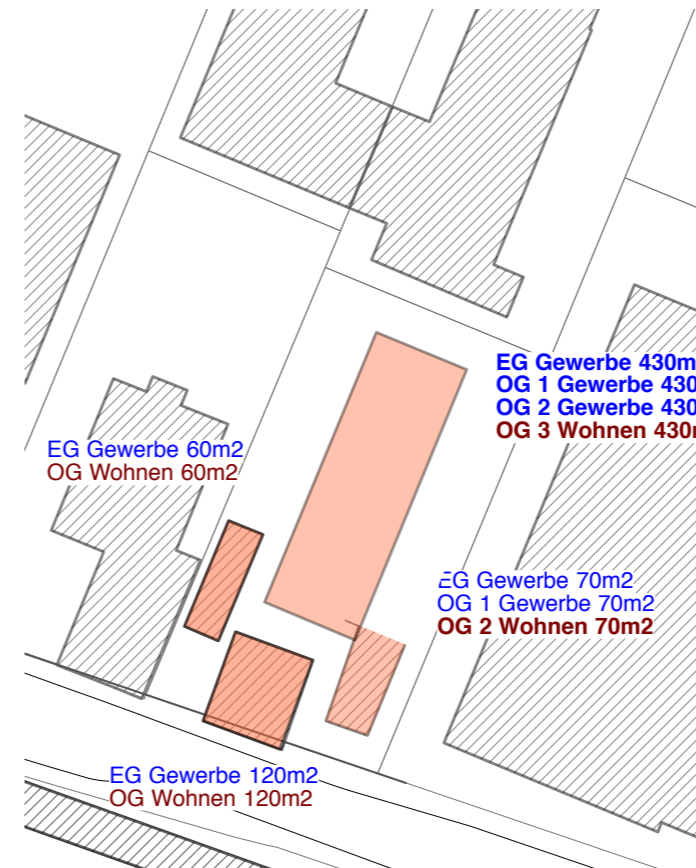 EG Gewerbe 430m
OG 1 Gewerbe 430
OG 2 Gewerbe 430
OG 3 Wohnen 430
EG Gewerbe 60m2
OG Wohnen 60m2
EG Gewerbe 70m2
OG 1 Gewerbe 70m2
OG 2 Wohnen 70m2
EG Gewerbe 120m2
OG Wohnen 120m2